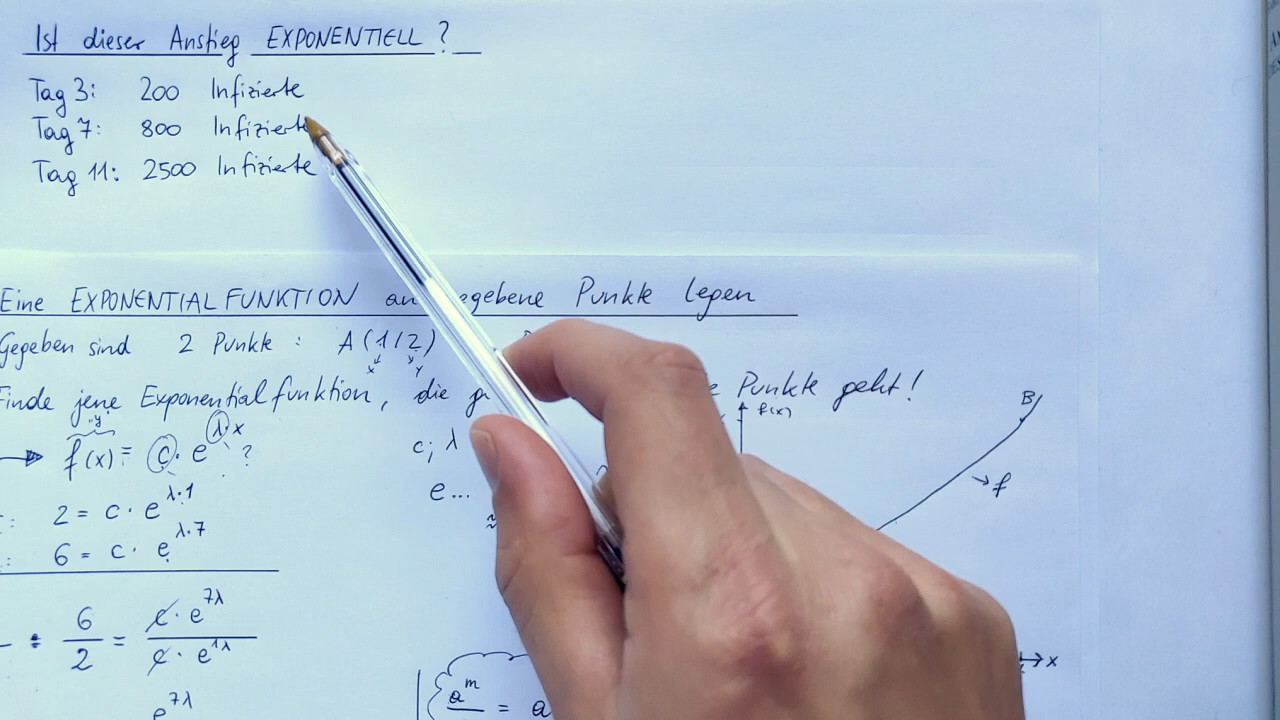 Ist dieser Anstieg EXPONENTIELL ?
Tag 3: 200 Infizierte
Tag 7: 800 Infizierte
Tag 11: 2500 Infizierte
Eine EXPONENTIALFUNKTION an gegebene Punkte legen
Gegeben sind 2 Punkte : A (1/2)
x y
Finde jene Exponentialfunktion, die Punkte geht!
"y"
f(x) = c · e^λ·x ?
c; λ
e...
≈
f(x)
B
→ f
: 2 = c · e^λ·1
: 6 = c · e^λ·7
6/2 = c · e^7λ / c · e^1λ
x
e^7λ
a^m = a